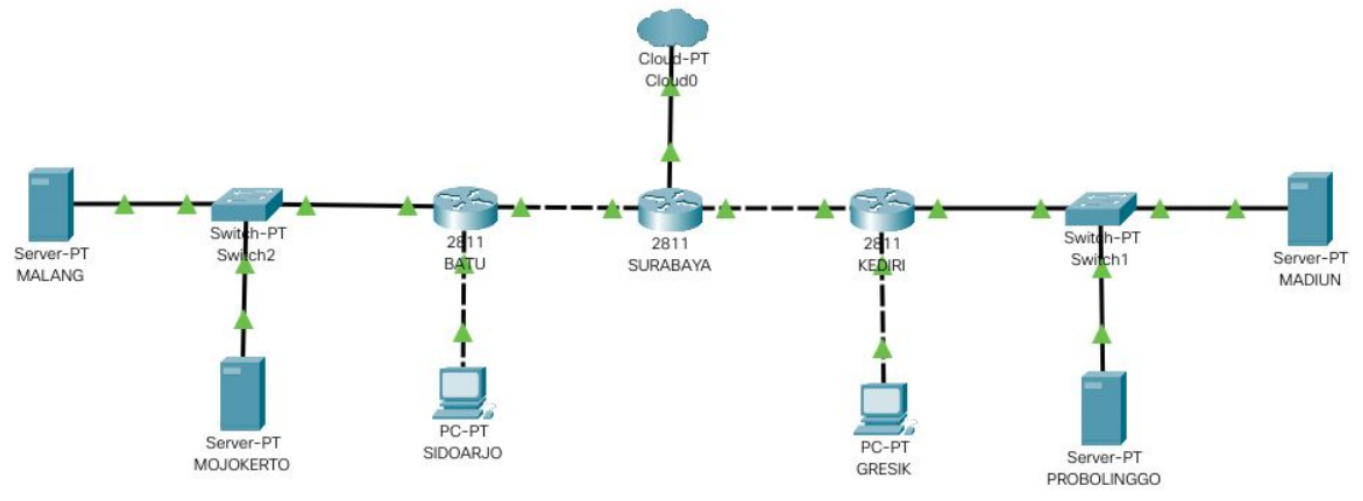 Cloud-PT
Cloud0
Server-PT
MALANG
Switch-PT
Switch2
2811
BATU
2811
SURABAYA
2811
KEDIRI
Switch-PT
Switch1
Server-PT
MADIUN
Server-PT
MOJOKERTO
PC-PT
SIDOARJO
PC-PT
GRESIK
Server-PT
PROBOLINGGO